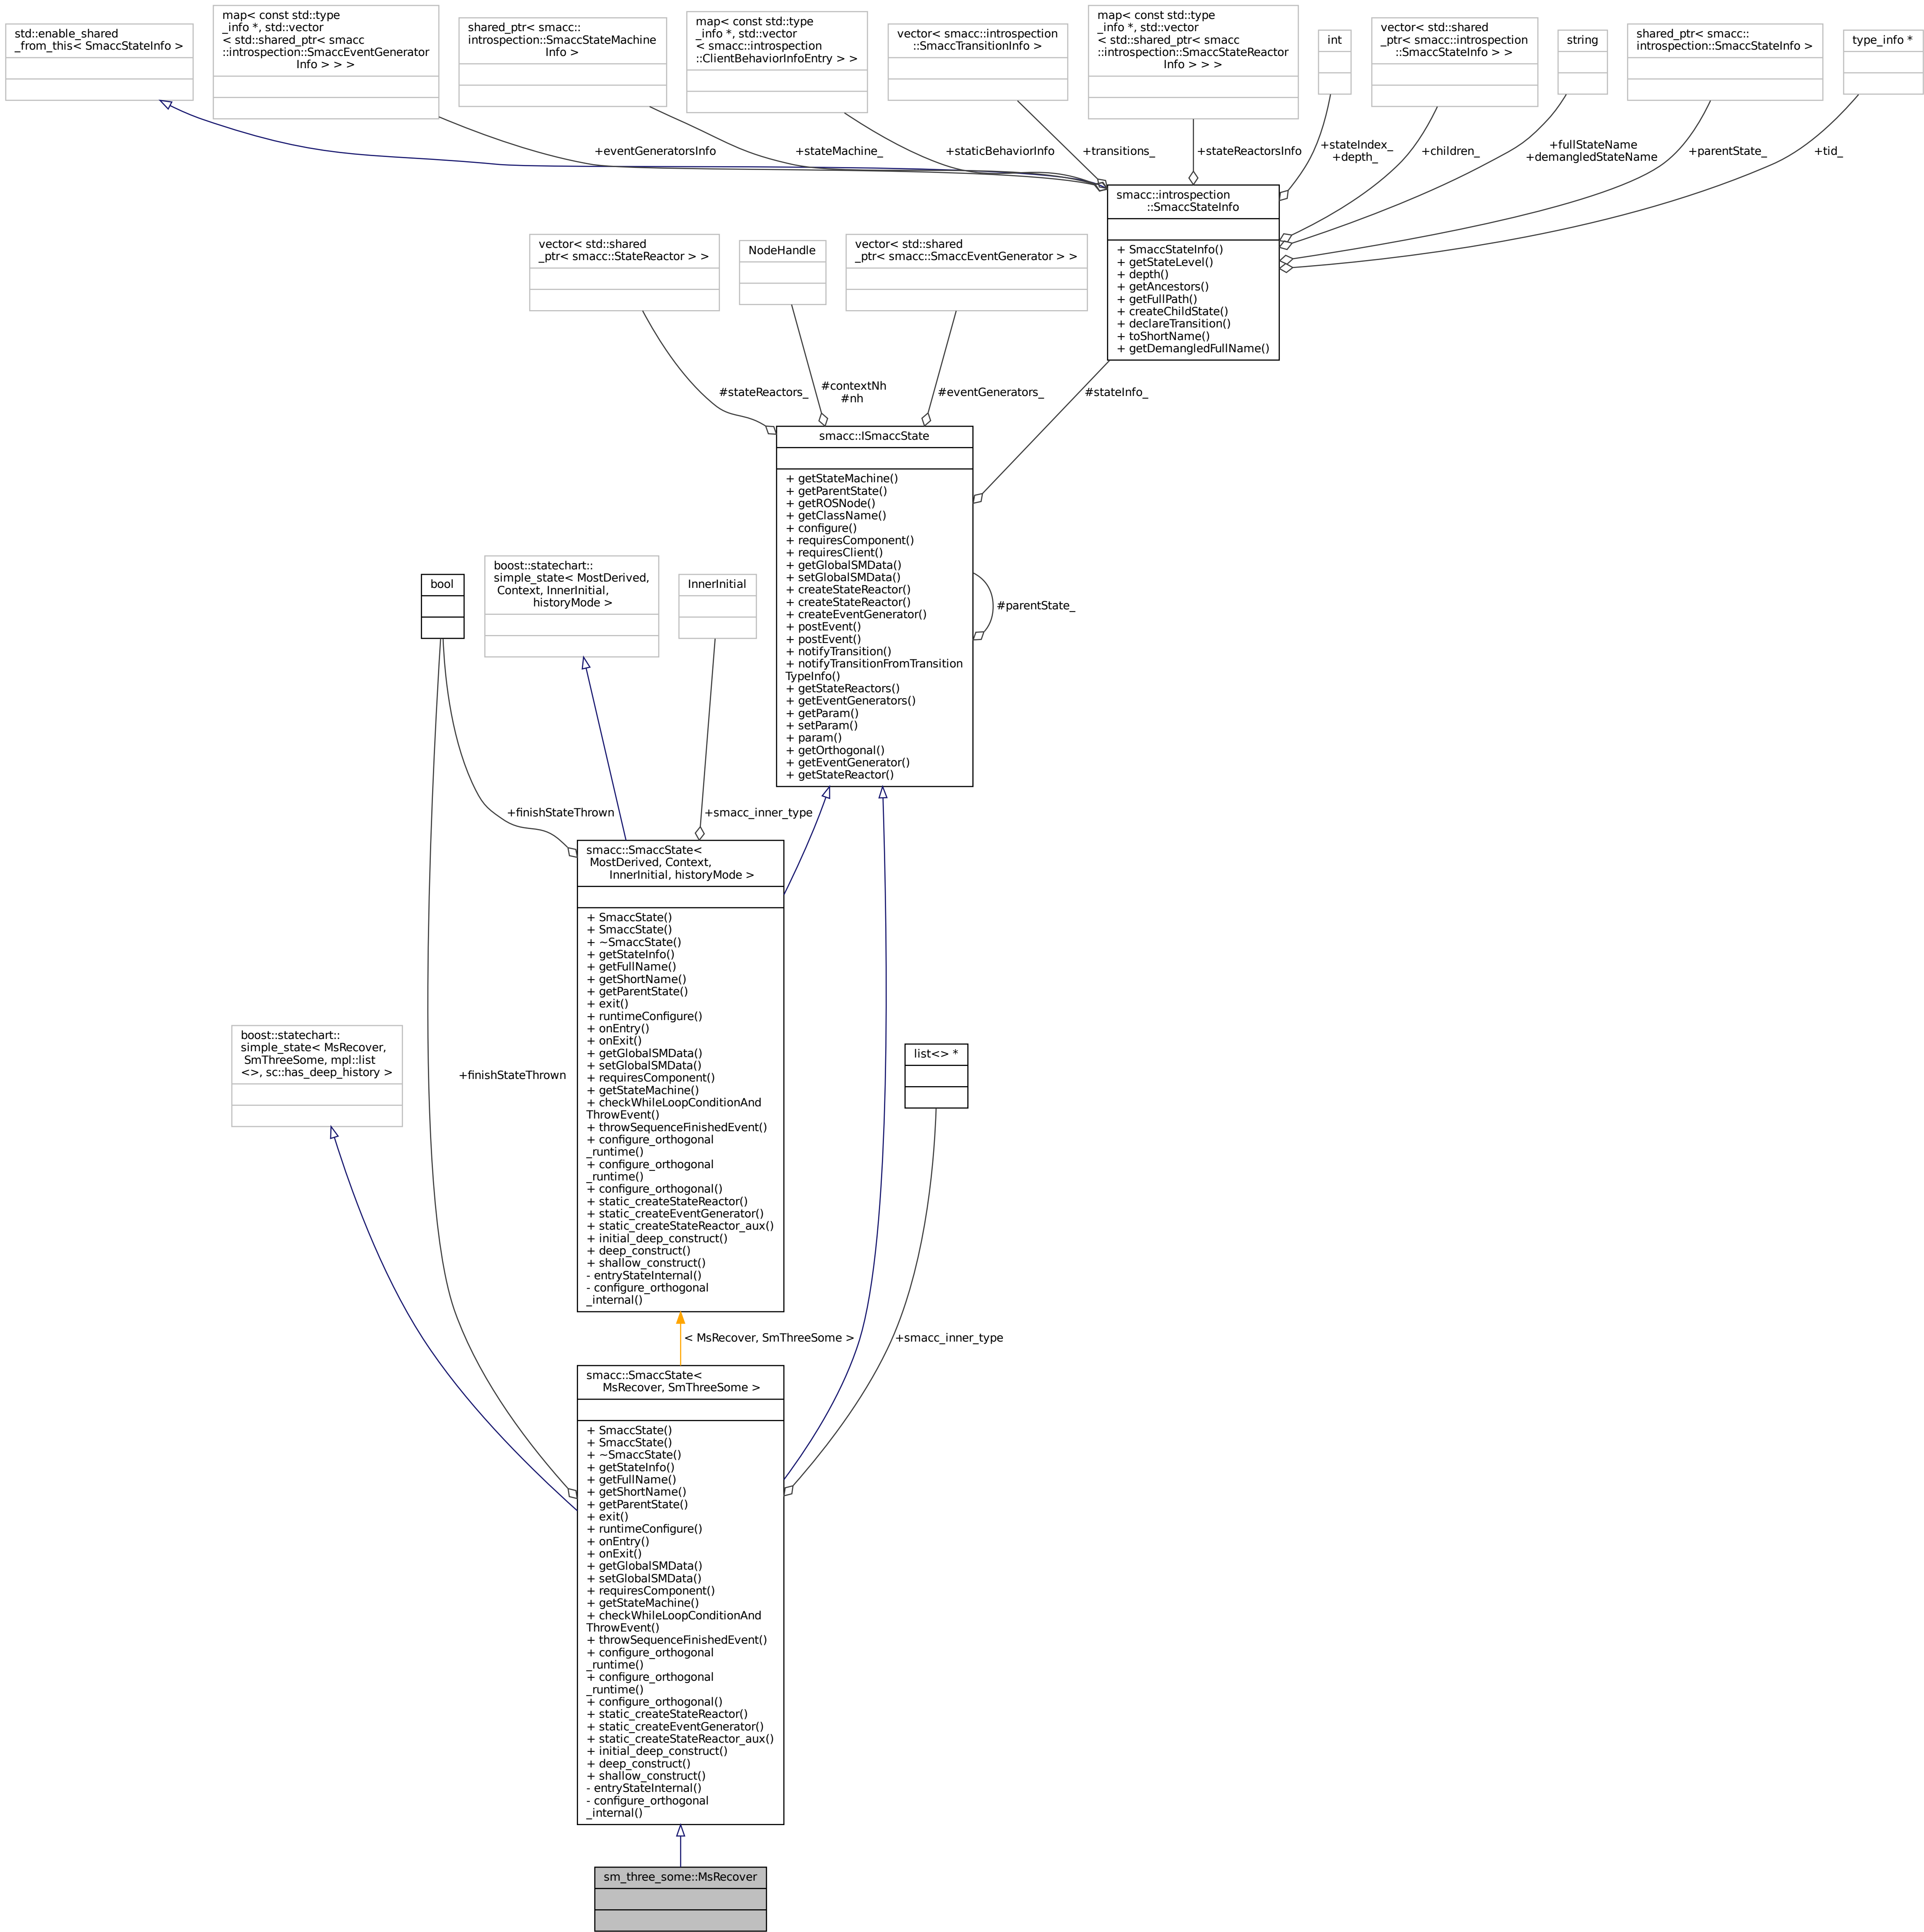 std::enable_shared
_from_this< SmaccStateInfo >
map< const std::type
_info *, std::vector
< std::shared_ptr< smacc
::introspection::SmaccEventGenerator
Info > > >
shared_ptr< smacc::
introspection::SmaccStateMachine
Info >
map< const std::type
_info *, std::vector
< smacc::introspection
::ClientBehaviorInfoEntry > >
vector< smacc::introspection
::SmaccTransitionInfo >
map< const std::type
_info *, std::vector
< std::shared_ptr< smacc
::introspection::SmaccStateReactor
Info > > >
int
vector< std::shared
_ptr< smacc::introspection
::SmaccStateInfo > >
string
shared_ptr< smacc::
introspection::SmaccStateInfo >
type_info *
+eventGeneratorsInfo
+stateMachine_
+staticBehaviorInfo
+transitions_
+stateReactorsInfo
+stateIndex_
+depth_
+children_
+fullStateName
+demangledStateName
+parentState_
+tid_
smacc::introspection
::SmaccStateInfo
+ SmaccStateInfo()
+ getStateLevel()
+ depth()
+ getAncestors()
+ getFullPath()
+ createChildState()
+ declareTransition()
+ toShortName()
+ getDemangledFullName()
vector< std::shared
_ptr< smacc::StateReactor > >
NodeHandle
vector< std::shared
_ptr< smacc::SmaccEventGenerator > >
#stateReactors_
#contextNh
#nh
#eventGenerators_
#stateInfo_
smacc::ISmaccState
+ getStateMachine()
+ getParentState()
+ getROSNode()
+ getClassName()
+ configure()
+ requiresComponent()
+ requiresClient()
+ getGlobalSMData()
+ setGlobalSMData()
+ createStateReactor()
+ createStateReactor()
+ createEventGenerator()
+ postEvent()
+ postEvent()
+ notifyTransition()
+ notifyTransitionFromTransition
TypeInfo()
+ getStateReactors()
+ getEventGenerators()
+ getParam()
+ setParam()
+ param()
+ getOrthogonal()
+ getEventGenerator()
+ getStateReactor()
#parentState_
bool
boost::statechart::
simple_state< MostDerived,
Context, InnerInitial,
historyMode >
InnerInitial
+finishStateThrown
+smacc_inner_type
smacc::SmaccState<
MostDerived, Context,
InnerInitial, historyMode >
+ SmaccState()
+ SmaccState()
+ ~SmaccState()
+ getStateInfo()
+ getFullName()
+ getShortName()
+ getParentState()
+ exit()
+ runtimeConfigure()
+ onEntry()
+ onExit()
+ getGlobalSMData()
+ setGlobalSMData()
+ requiresComponent()
+ getStateMachine()
+ checkWhileLoopConditionAnd
ThrowEvent()
+ throwSequenceFinishedEvent()
+ configure_orthogonal
_runtime()
+ configure_orthogonal
_runtime()
+ configure_orthogonal()
+ static_createStateReactor()
+ static_createEventGenerator()
+ static_createStateReactor_aux()
+ initial_deep_construct()
+ deep_construct()
+ shallow_construct()
- entryStateInternal()
- configure_orthogonal
_internal()
boost::statechart::
simple_state< MsRecover,
SmThreeSome, mpl::list
<>, sc::has_deep_history >
+finishStateThrown
list<> *
< MsRecover, SmThreeSome >
+smacc_inner_type
smacc::SmaccState<
MsRecover, SmThreeSome >
+ SmaccState()
+ SmaccState()
+ ~SmaccState()
+ getStateInfo()
+ getFullName()
+ getShortName()
+ getParentState()
+ exit()
+ runtimeConfigure()
+ onEntry()
+ onExit()
+ getGlobalSMData()
+ setGlobalSMData()
+ requiresComponent()
+ getStateMachine()
+ checkWhileLoopConditionAnd
ThrowEvent()
+ throwSequenceFinishedEvent()
+ configure_orthogonal
_runtime()
+ configure_orthogonal
_runtime()
+ configure_orthogonal()
+ static_createStateReactor()
+ static_createEventGenerator()
+ static_createStateReactor_aux()
+ initial_deep_construct()
+ deep_construct()
+ shallow_construct()
- entryStateInternal()
- configure_orthogonal
_internal()
sm_three_some::MsRecover